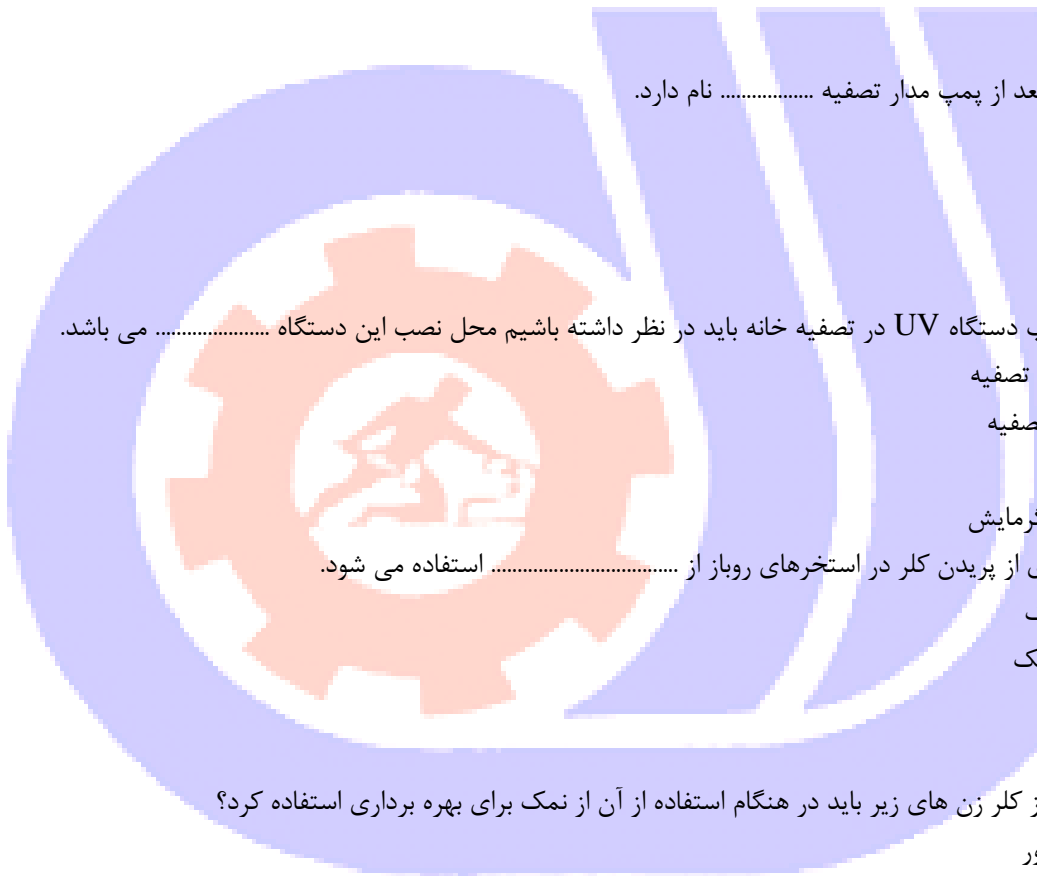 عد از پمپ مدار تصفیه .................. نام دارد.
ب دستگاه UV در تصفیه خانه باید در نظر داشته باشیم محل نصب این دستگاه ...................... می باشد.
تصفیه
صفیه
گرمایش
ی از پریدن کلر در استخرهای روباز از .................................... استفاده می شود.
ک
ز کلر زن های زیر باید در هنگام استفاده از آن از نمک برای بهره برداری استفاده کرد؟
ور